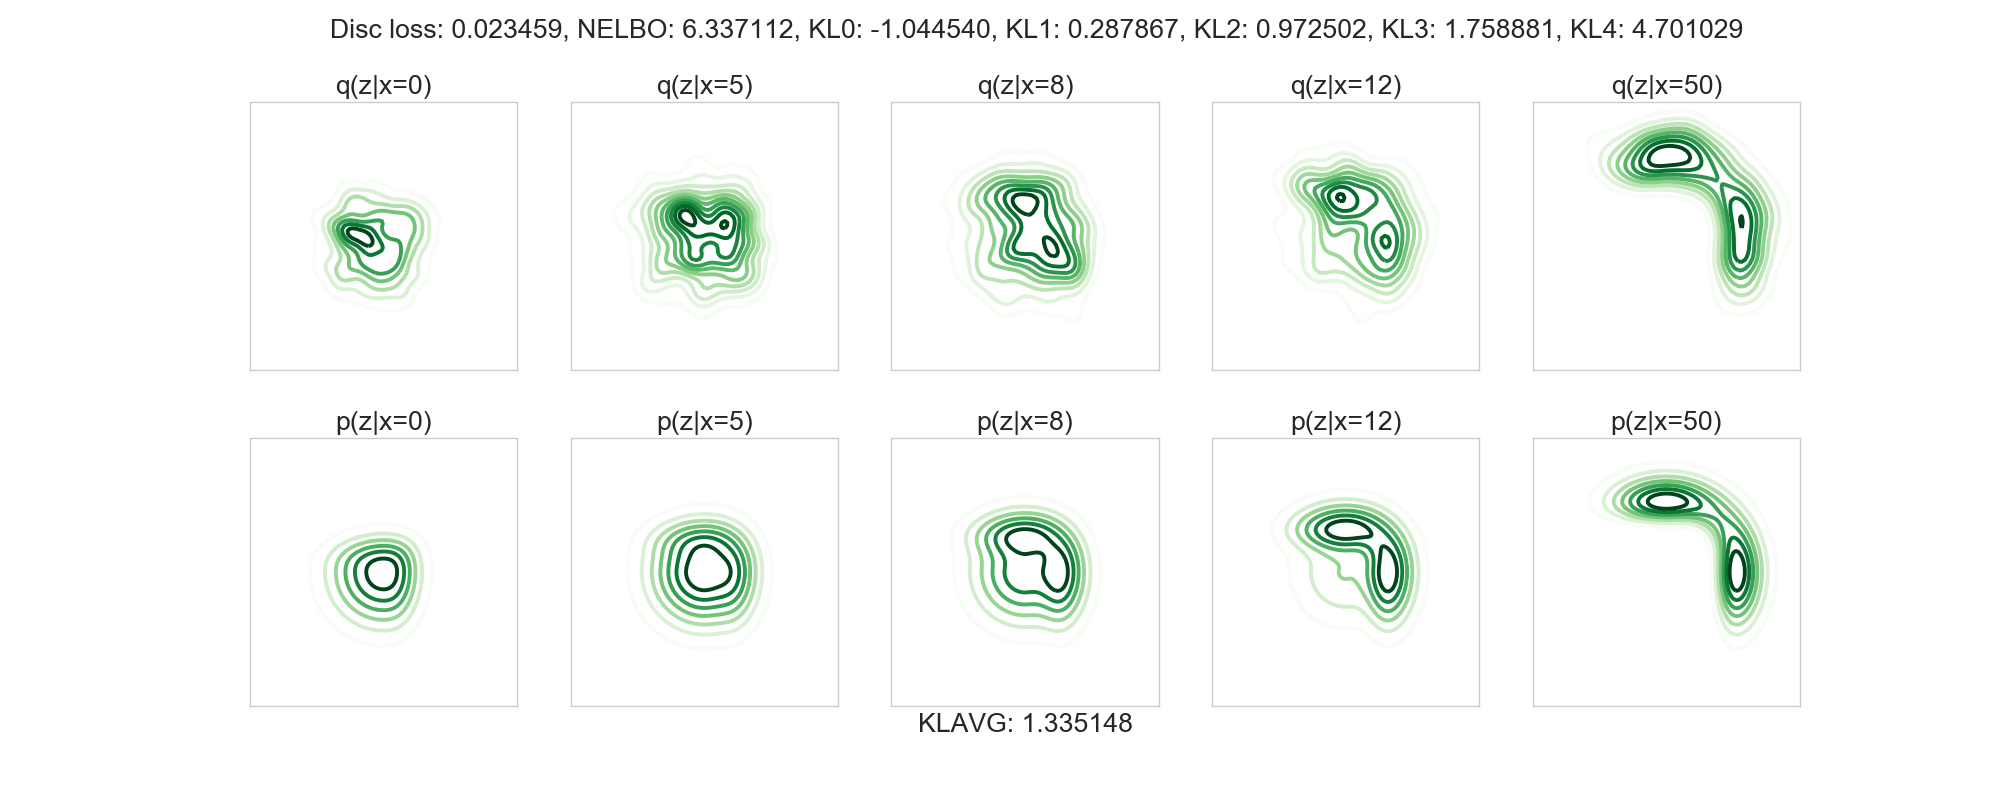 Disc loss: 0.023459, NELBO: 6.337112, KL0: -1.044540, KL1: 0.287867, KL2: 0.972502, KL3: 1.758881, KL4: 4.701029
q(z|x=0) q(z|x=5) q(z|x=8) q(z|x=12) q(z|x=50)
p(z|x=0) p(z|x=5) p(z|x=8) p(z|x=12) p(z|x=50)
KLAVG: 1.335148